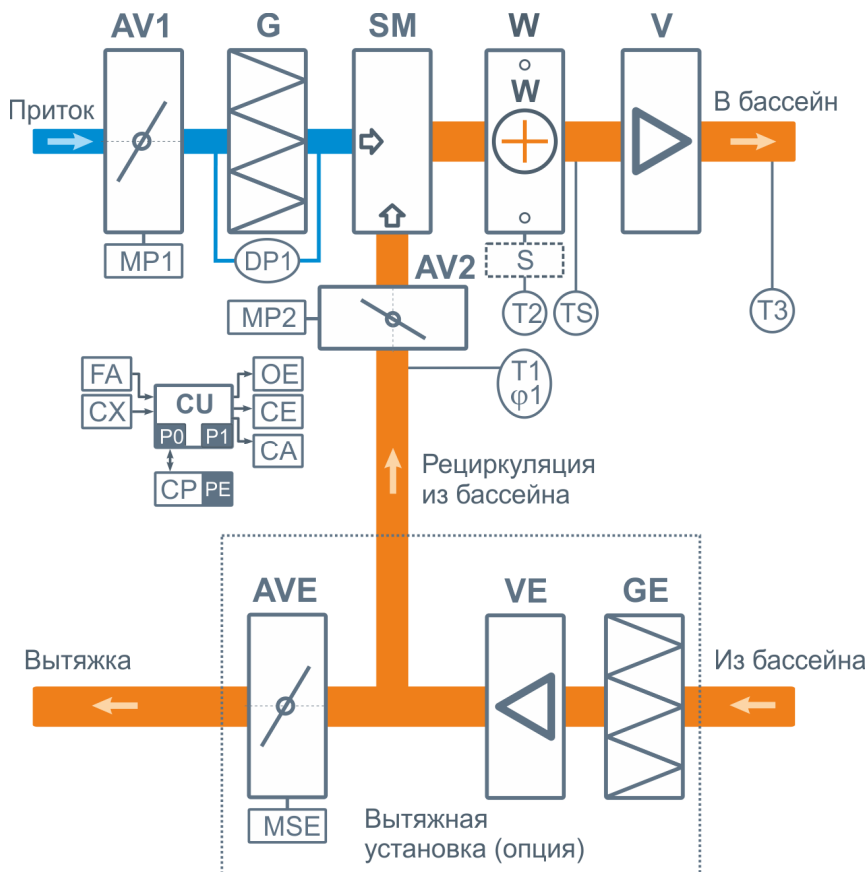 AV1
G
SM
W
V
Приток
W
В бассейн
MP1
DP1
S
AV2
MP2
T2
TS
T3
T1
φ1
FA
OE
CU
CX
CE
P0 P1
CA
CP PE
Рециркуляция
из бассейна
AVE
VE
GE
Вытяжка
Из бассейна
MSE
Вытяжная
установка (опция)